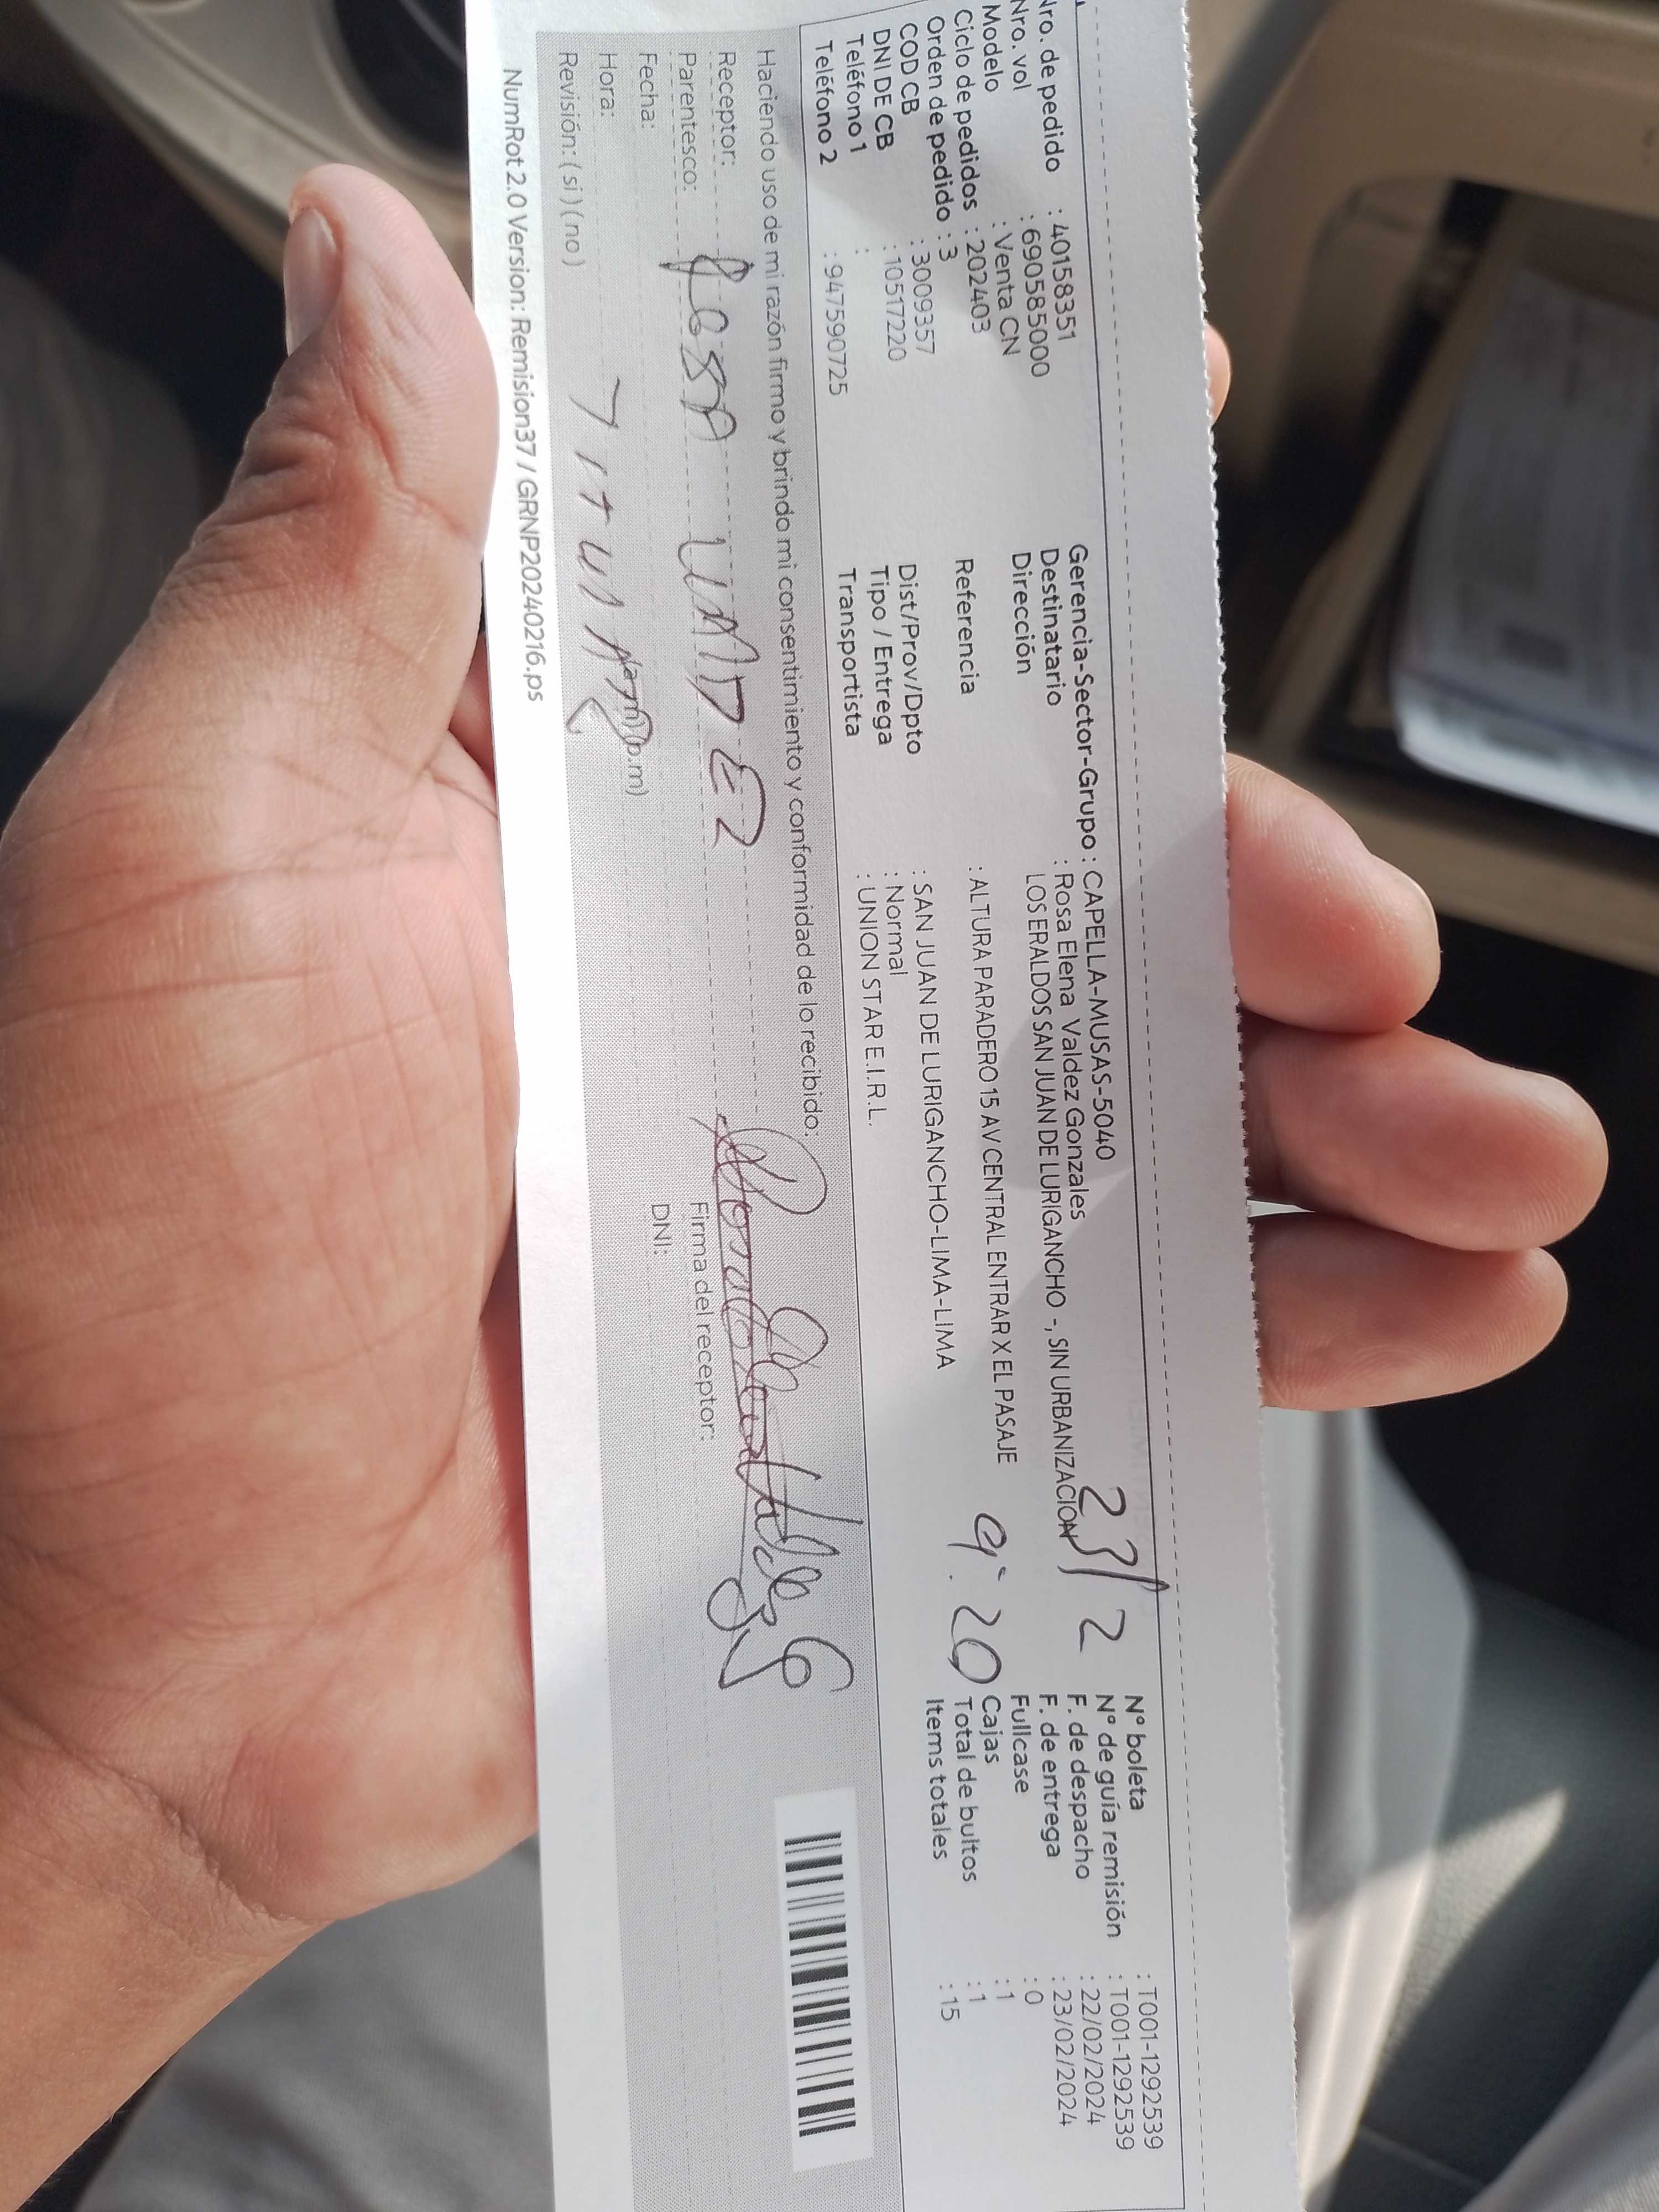 Nro. de pedido : 40158351
Nro. vol : 690585000
Modelo : Venta CN
Ciclo de pedidos : 202403
Orden de pedido : 3
COD CB : 3009357
DNI DE CB : 10517220
Teléfono 1 :
Teléfono 2 : 947590725
Gerencia-Sector-Grupo : CAPELLA-MUSAS-5040
Destinatario : Rosa Elena Valdez Gonzales
Dirección LOS ERALDOS SAN JUAN DE LURIGANCHO -, SIN URBANIZACIÓN
Referencia : ALTURA PARADERO 15 AV CENTRAL ENTRAR X EL PASAJE
Dist/Prov/Dpto : SAN JUAN DE LURIGANCHO-LIMA-LIMA
Tipo / Entrega : Normal
Transportista : UNION STAR E.I.R.L.
23/2
9:20
Nº boleta : T001-1292539
Nº de guía remisión : T001-1292539
F. de despacho : 22/02/2024
F. de entrega : 23/02/2024
Fullcase : 0
Cajas : 1
Total de bultos : 1
Items totales : 15
Haciendo uso de mi razón firmo y brindo mi consentimiento y conformidad de lo recibido:
Receptor:
Parentesco: Rosa
Fecha:
Hora: (a.m)(p.m)
Revisión: ( si ) ( no )
Firma del receptor:
DNI:
NumRot 2.0 Version: Remision37 / GRNP20240216.ps